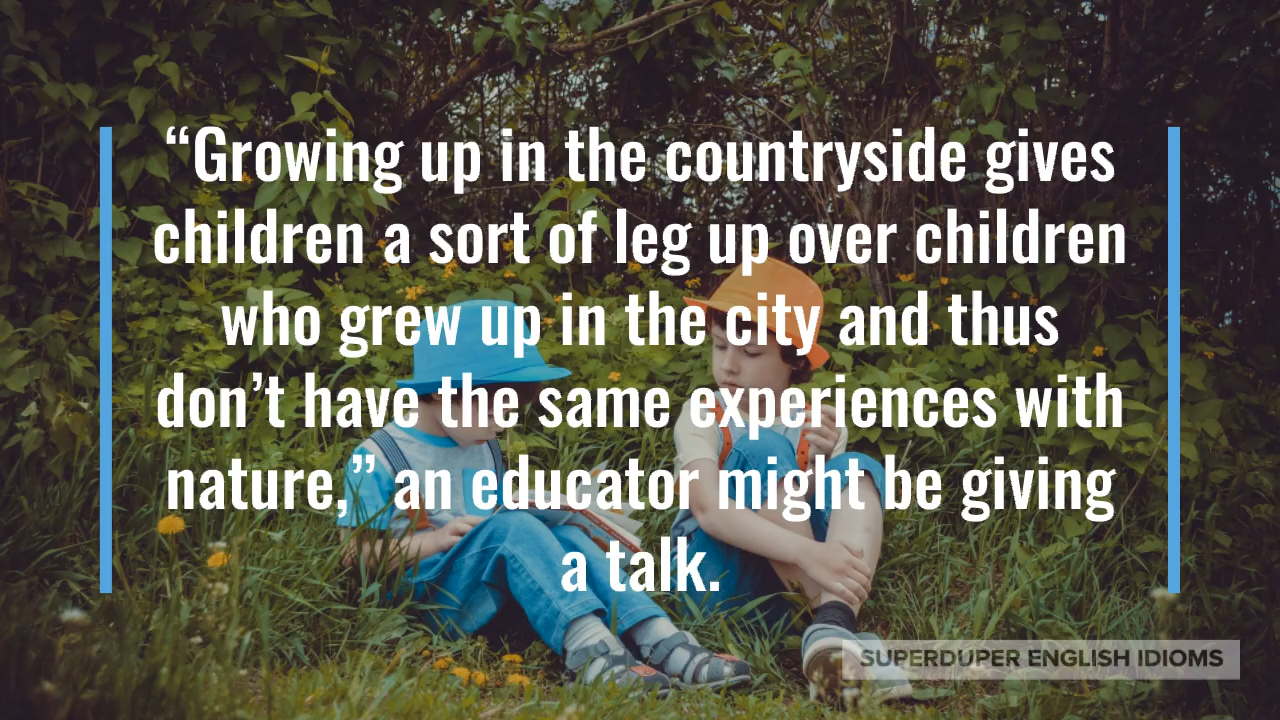 “Growing up in the countryside gives
children a sort of leg up over children
who grew up in the city and thus
don’t have the same experiences with
nature,” an educator might be giving
a talk.
SUPERDUPER ENGLISH IDIOMS